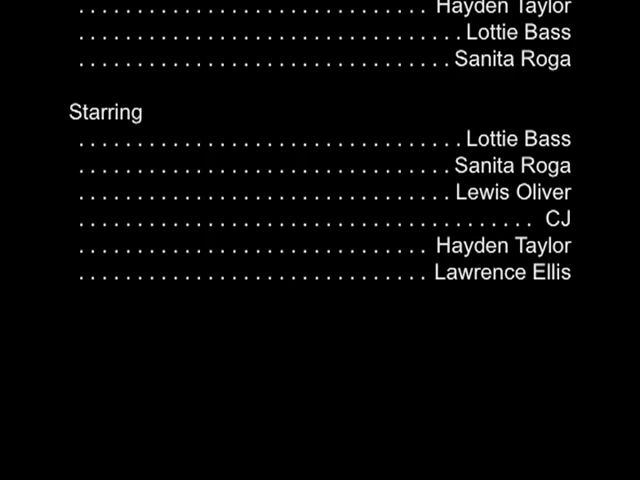 . . . . . . . . . . . . . . . . . . . . . . . . . . . . . . . Hayden Taylor
. . . . . . . . . . . . . . . . . . . . . . . . . . . . . . . . . . Lottie Bass
. . . . . . . . . . . . . . . . . . . . . . . . . . . . . . . . . Sanita Roga
Starring
. . . . . . . . . . . . . . . . . . . . . . . . . . . . . . . . . . Lottie Bass
. . . . . . . . . . . . . . . . . . . . . . . . . . . . . . . . . Sanita Roga
. . . . . . . . . . . . . . . . . . . . . . . . . . . . . . . . . Lewis Oliver
. . . . . . . . . . . . . . . . . . . . . . . . . . . . . . . . . . . . . . . . CJ
. . . . . . . . . . . . . . . . . . . . . . . . . . . . . . . Hayden Taylor
. . . . . . . . . . . . . . . . . . . . . . . . . . . . . . . Lawrence Ellis